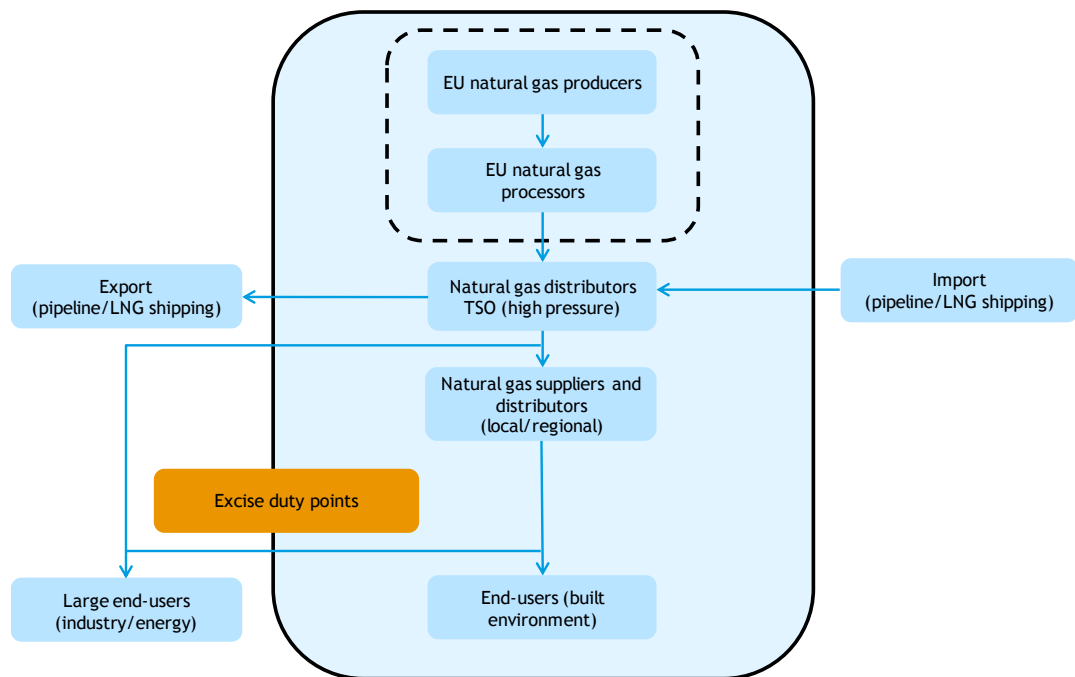 EU natural gas producers
EU natural gas
processors
Export
(pipeline/LNG shipping)
Natural gas distributors
TSO (high pressure)
Import
(pipeline/LNG shipping)
Natural gas suppliers and
distributors
(local/regional)
Excise duty points
Large end-users
(industry/energy)
End-users (built
environment)